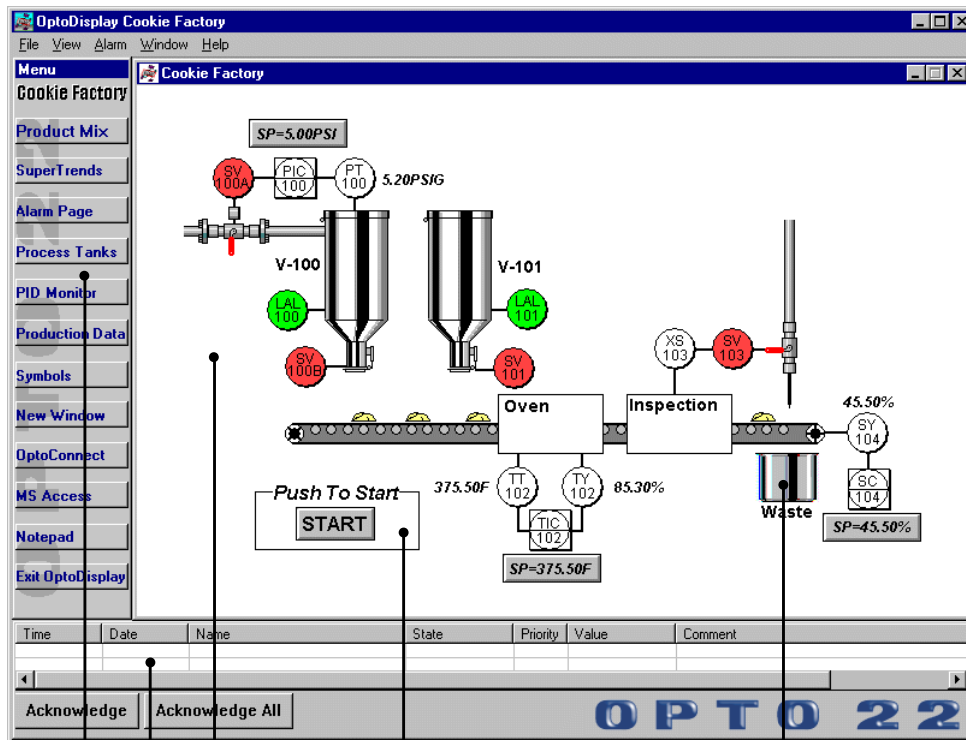 OptoDisplay Cookie Factory
File View Alarm Window Help
Menu
Cookie Factory
Product Mix
SuperTrends
Alarm Page
Process Tanks
PID Monitor
Production Data
Symbols
New Window
OptoConnect
MS Access
Notepad
Exit OptoDisplay
OPTO 22
Cookie Factory
SP=5.00PSI
SV
100A
PIC
100
PT
100
5.20PSIG
V-100
V-101
LAL
100
LAL
101
SV
100B
SV
101
XS
103
SV
103
Oven
Inspection
45.50%
SY
104
375.50F
TT
102
TY
102
85.30%
SC
104
Waste
Push To Start
START
TIC
102
SP=45.50%
SP=375.50F
Time Date Name State Priority Value Comment
Acknowledge Acknowledge All
OPTO 22